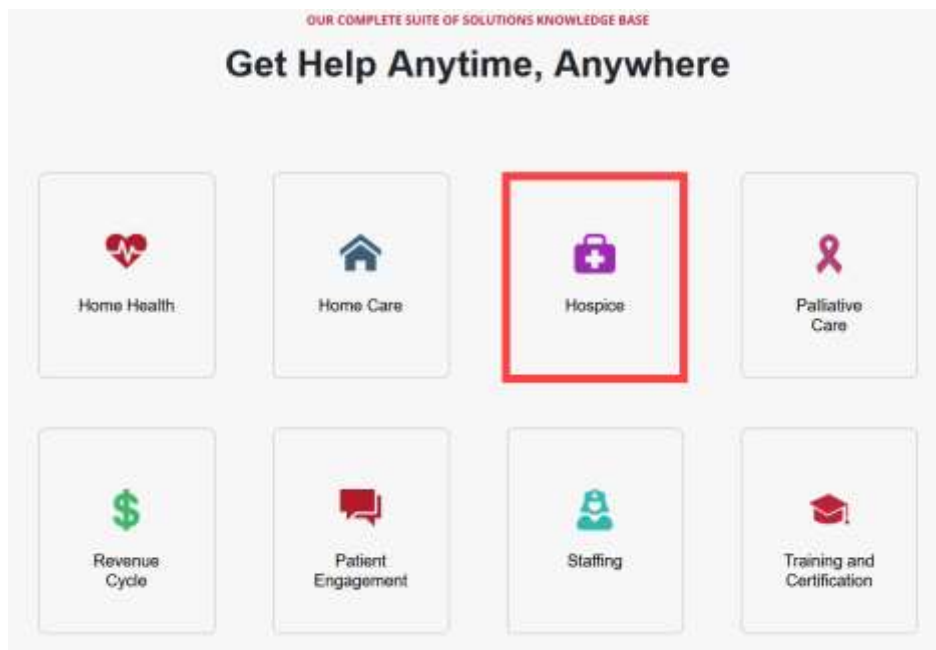 OUR COMPLETE SUITE OF SOLUTIONS KNOWLEDGE BASE
Get Help Anytime, Anywhere
Home Health
Home Care
Hospice
Palliative
Care
Revenue
Cycle
Patient
Engagement
Staffing
Training and
Certification